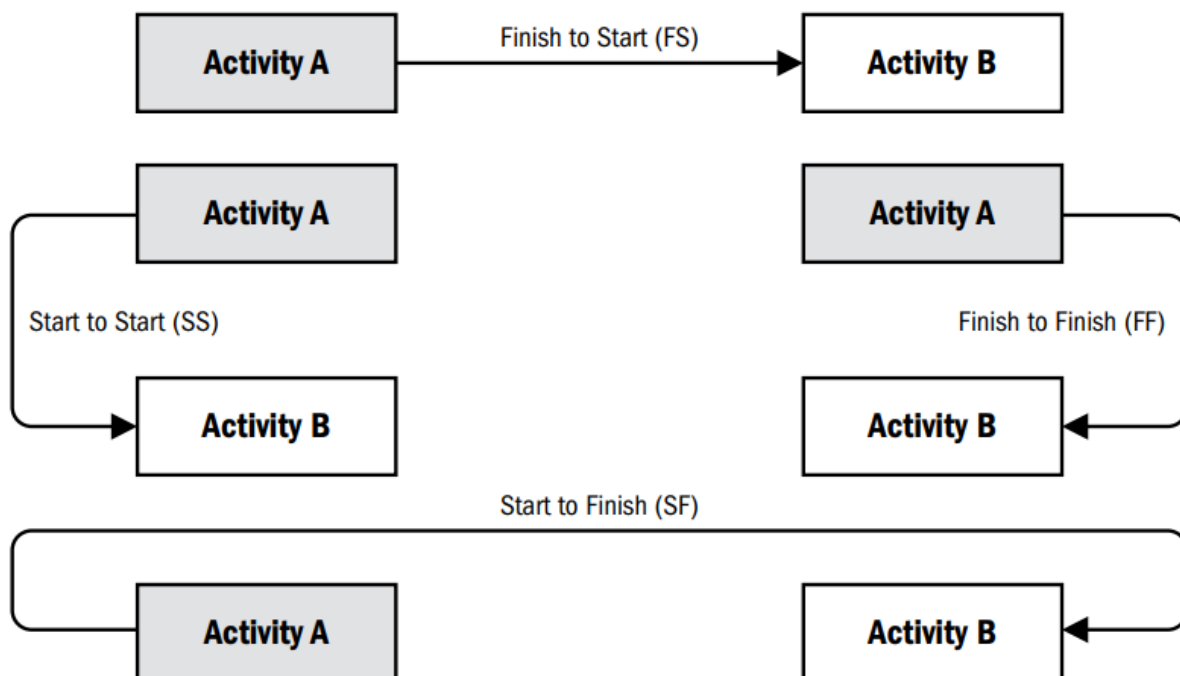 Activity A
Finish to Start (FS)
Activity B
Activity A
Activity A
Start to Start (SS)
Finish to Finish (FF)
Activity B
Activity B
Start to Finish (SF)
Activity A
Activity B